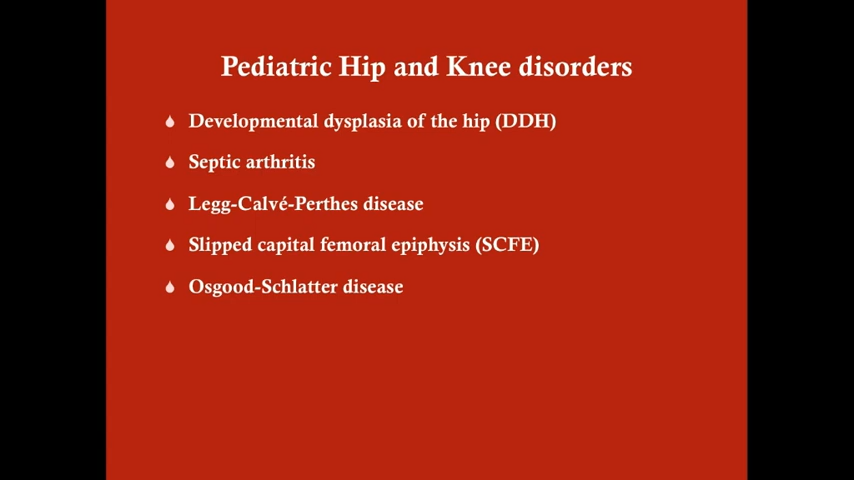 Pediatric Hip and Knee disorders
Developmental dysplasia of the hip (DDH)
Septic arthritis
Legg-Calvé-Perthes disease
Slipped capital femoral epiphysis (SCFE)
Osgood-Schlatter disease